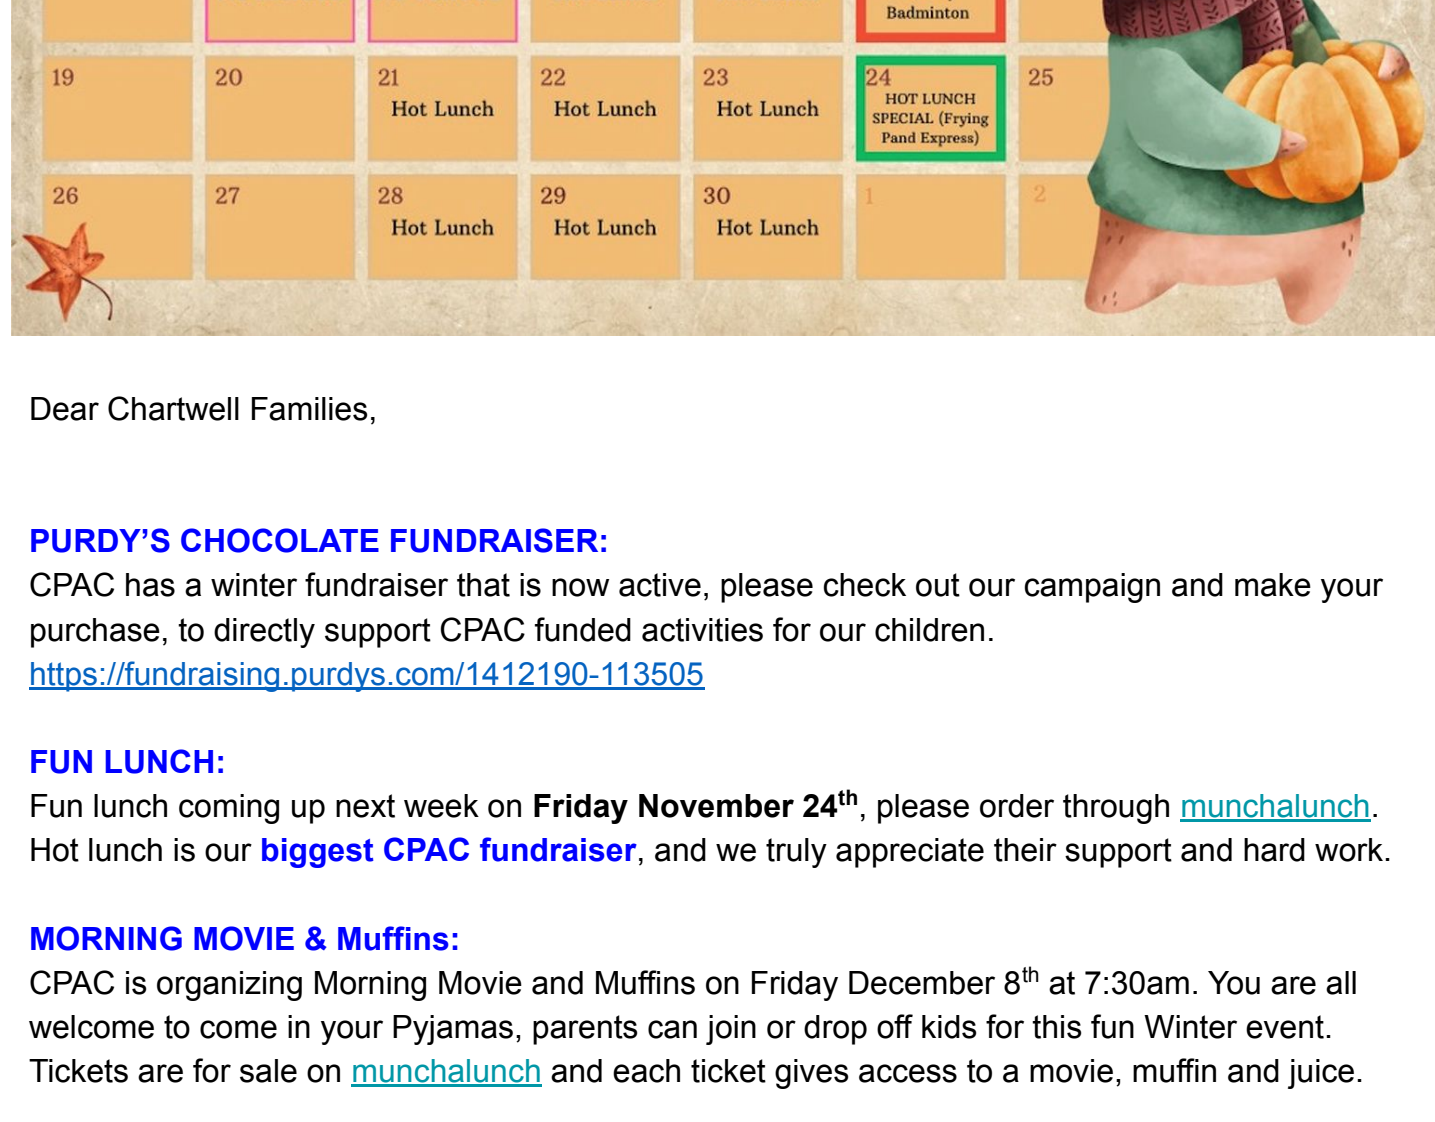 Badminton
19
20
21
22
23
24
25
Hot Lunch
Hot Lunch
Hot Lunch
HOT LUNCH
SPECIAL (Frying
Pand Express)
26
27
28
29
30
1
2
Hot Lunch
Hot Lunch
Hot Lunch
Dear Chartwell Families,
PURDY’S CHOCOLATE FUNDRAISER:
CPAC has a winter fundraiser that is now active, please check out our campaign and make your
purchase, to directly support CPAC funded activities for our children.
https://fundraising.purdys.com/1412190-113505
FUN LUNCH:
Fun lunch coming up next week on Friday November 24th, please order through munchalunch.
Hot lunch is our biggest CPAC fundraiser, and we truly appreciate their support and hard work.
MORNING MOVIE & Muffins:
CPAC is organizing Morning Movie and Muffins on Friday December 8th at 7:30am. You are all
welcome to come in your Pyjamas, parents can join or drop off kids for this fun Winter event.
Tickets are for sale on munchalunch and each ticket gives access to a movie, muffin and juice.